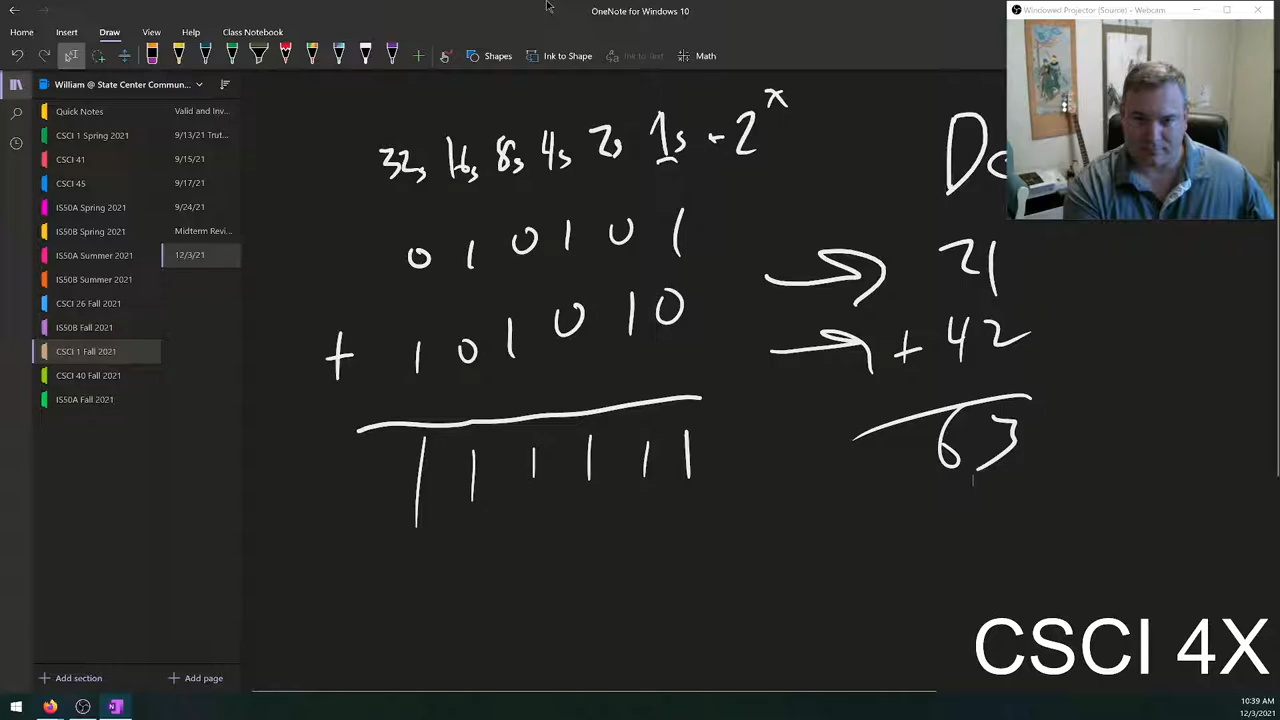 OneNote for Windows 10
Windowed Projector (Source) - Webcam
Home Insert Draw View Help Class Notebook
Shapes Ink to Shape Ink to Text Math
William @ State Center Commun...
Quick Notes
CSCI 1 Spring 2021
CSCI 41
CSCI 45
IS50A Spring 2021
IS50B Spring 2021
IS50A Summer 2021
IS50B Summer 2021
CSCI 26 Fall 2021
IS50B Fall 2021
CSCI 1 Fall 2021
CSCI 40 Fall 2021
IS50A Fall 2021
Valid and Inv...
9/13/21 Trut...
9/15/21
9/17/21
9/24/21
Midterm Revi...
12/3/21
32s 16s 8s 4s 2s 1s - 2^x
0 1 0 1 0 1
+ 1 0 1 0 1 0
1 1 1 1 1 1
21
+ 42
63
CSCI 4X
Add section
Add page
10:39 AM
12/3/2021